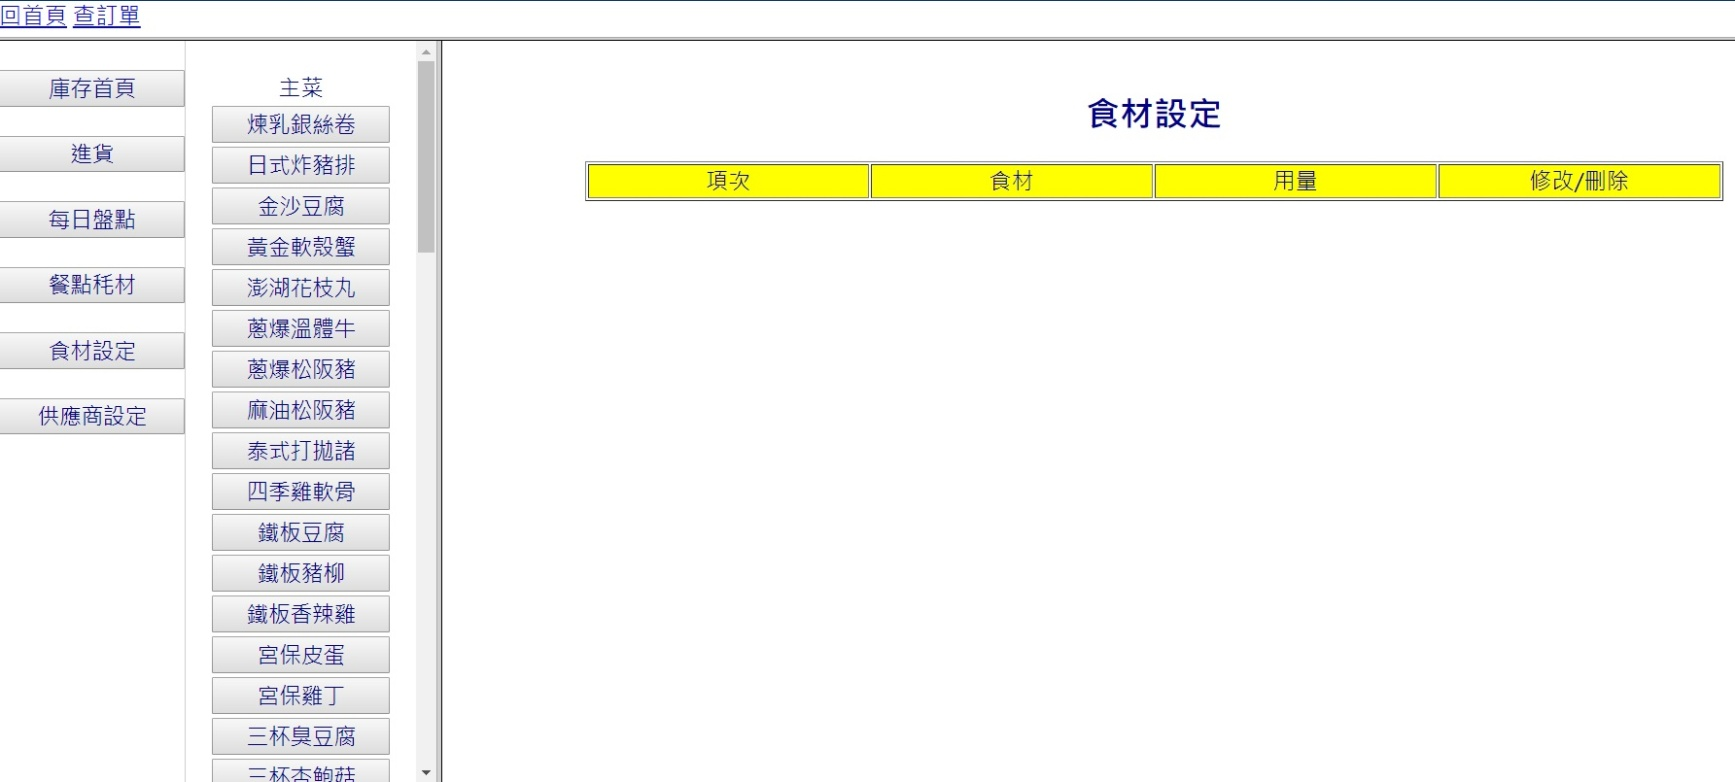 回首頁 查訂單
庫存首頁
進貨
每日盤點
餐點秏材
食材設定
供應商設定
主菜
煉乳銀絲卷
日式炸豬排
金沙豆腐
黃金軟殼蟹
澎湖花枝丸
蔥爆溫體牛
蔥爆松阪豬
麻油松阪豬
泰式打拋諸
四季雞軟骨
鐵板豆腐
鐵板豬柳
鐵板香辣雞
宮保皮蛋
宮保雞丁
三杯臭豆腐
三杯杏鮑菇
食材設定
項次 食材 用量 修改/刪除